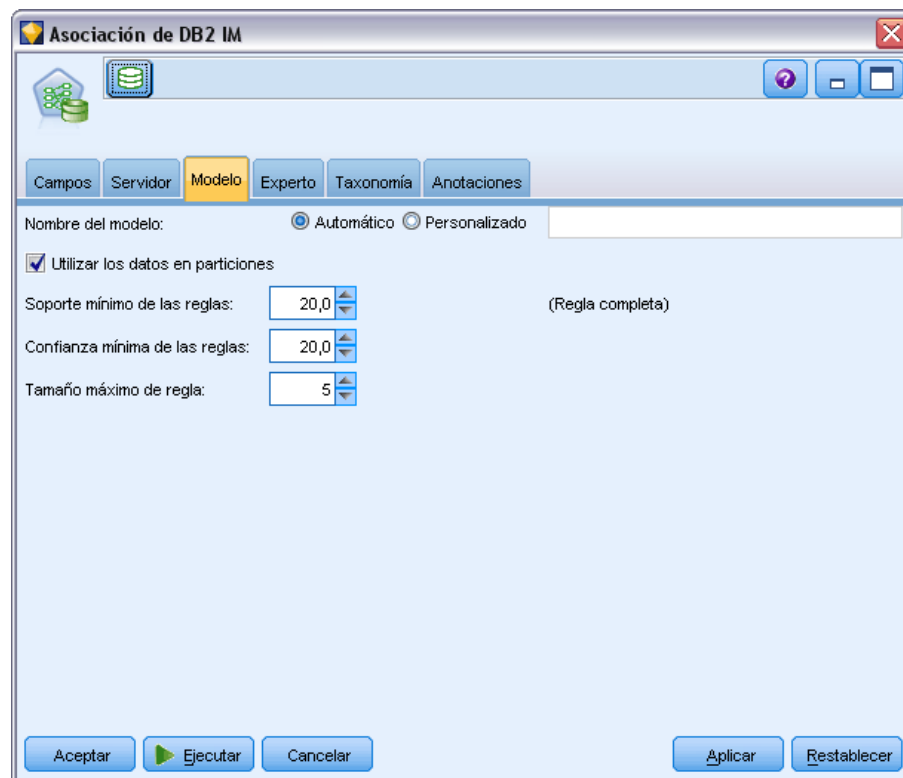 Asociación de DB2 IM
Campos Servidor Modelo Experto Taxonomía Anotaciones
Nombre del modelo: Automático Personalizado
Utilizar los datos en particiones
Soporte mínimo de las reglas: 20,0 (Regla completa)
Confianza mínima de las reglas: 20,0
Tamaño máximo de regla: 5
Aceptar Ejecutar Cancelar Aplicar Restablecer